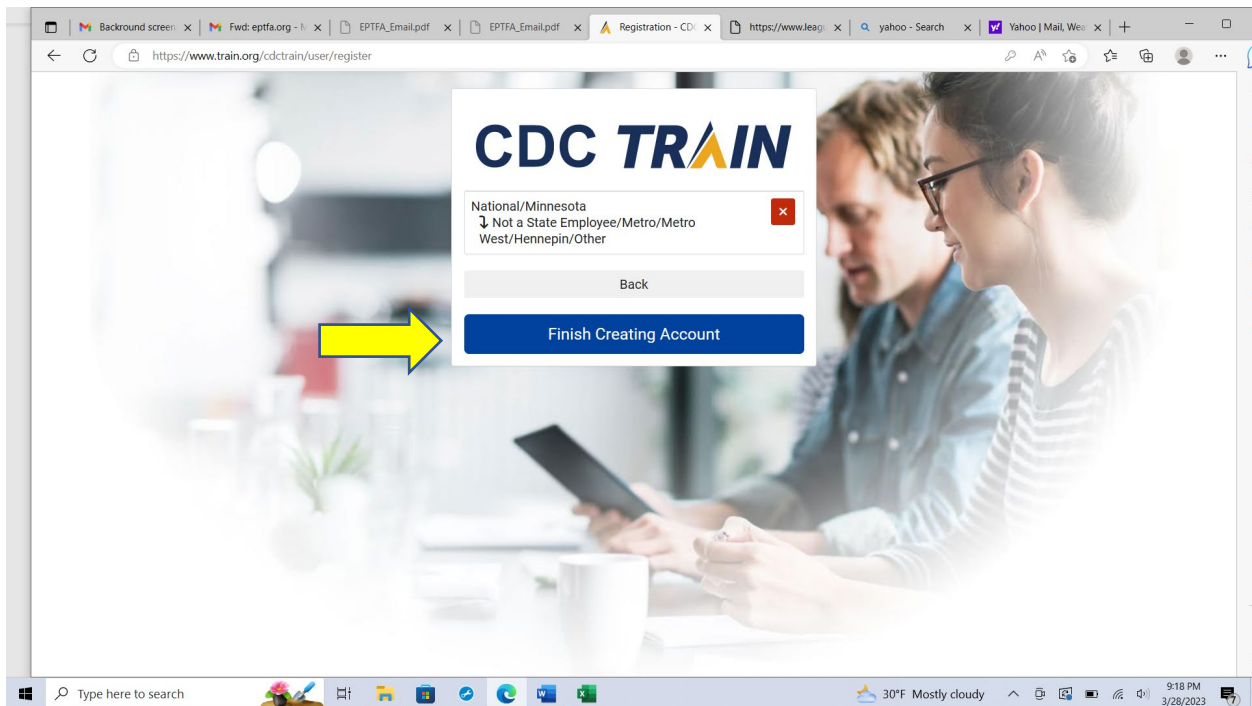 Backround screen
Fwd: eptfa.org - M
EPTFA_Email.pdf
EPTFA_Email.pdf
Registration - CD
https://www.leagu
yahoo - Search
Yahoo | Mail, Wea
https://www.train.org/cdctrain/user/register
CDC TRAIN
National/Minnesota
Not a State Employee/Metro/Metro
West/Hennepin/Other
Back
Finish Creating Account
Type here to search
30°F Mostly cloudy
9:18 PM
3/28/2023
7